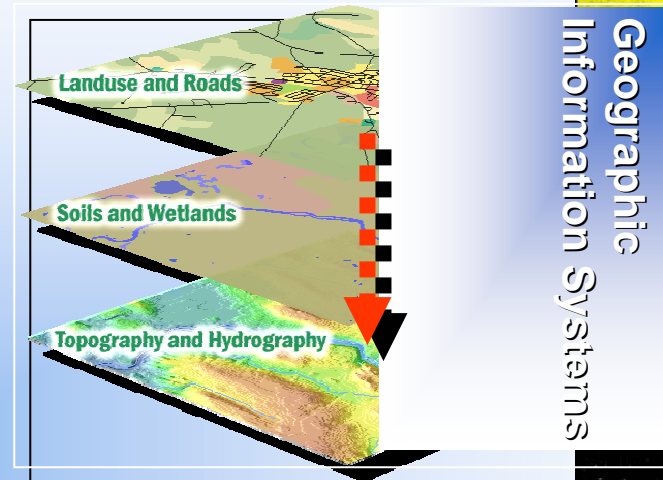 Landuse and Roads
Soils and Wetlands
Topography and Hydrography
Geographic
Information Systems